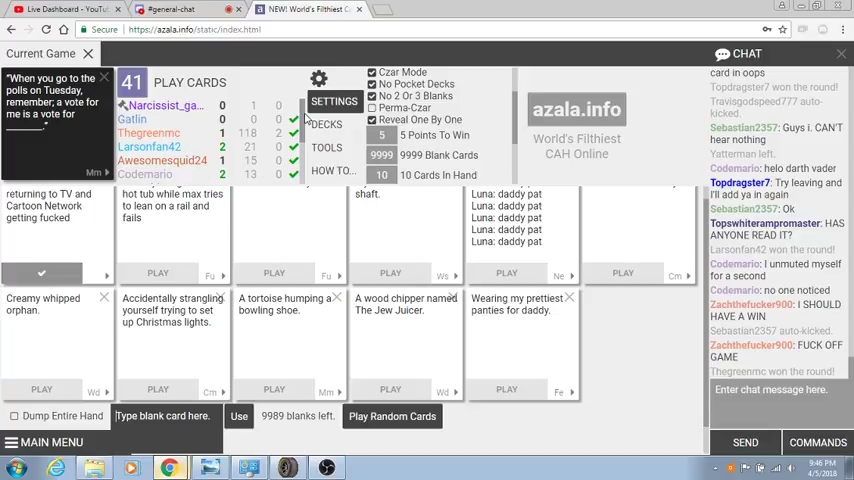 Live Dashboard - YouTu
#general-chat
NEW! World's Filthiest C
Secure
https://azala.info/static/index.html
Current Game
"When you go to the
polls on Tuesday,
remember; a vote for
me is a vote for
______."
Mm
41 PLAY CARDS
Narcissist_ga... 0 1 0
Gatlin 0 0 0
Thegreenmc 1 118 2
Larsonfan42 2 21 0
Awesomesquid24 1 15 0
Codemario 2 13 0
SETTINGS
DECKS
TOOLS
HOW TO...
Czar Mode
No Pocket Decks
No 2 Or 3 Blanks
Perma-Czar
Reveal One By One
5 5 Points To Win
9999 9999 Blank Cards
10 10 Cards In Hand
azala.info
World's Filthiest
CAH Online
returning to TV and
Cartoon Network
getting fucked
hot tub while max tries
to lean on a rail and
fails
PLAY Fu
PLAY Fu
shaft.
PLAY Ws
Luna: daddy pat
Luna: daddy pat
Luna: daddy pat
Luna: daddy pat
Luna: daddy pat
PLAY Ne
PLAY Cm
Creamy whipped
orphan.
PLAY Wd
Accidentally strangling
yourself trying to set
up Christmas lights.
PLAY Cm
A tortoise humping a
bowling shoe.
PLAY Mm
A wood chipper named
The Jew Juicer.
PLAY Wd
Wearing my prettiest
panties for daddy.
PLAY Fe
Dump Entire Hand
Type blank card here.
Use
9989 blanks left.
Play Random Cards
MAIN MENU
CHAT
card in oops
Topdragster7 won the round!
Travisgodspeed777 auto-
kicked.
Sebastian2357: Guys i. CAN'T
hear nothing
Yatterman left.
Codemario: helo darth vader
Topdragster7: Try leaving and
I'll add ya in again
Sebastian2357: Ok
Topswhiterampromaster: HAS
ANYONE READ IT?
Larsonfan42 won the round!
Codemario: I unmuted myself
for a second
Codemario: no one noticed
Zachthefucker900: I SHOULD
HAVE A WIN
Sebastian2357 auto-kicked.
Zachthefucker900: FUCK OFF
GAME
Thegreenmc won the round!
Enter chat message here.
SEND
COMMANDS
9:46 PM
4/5/2018